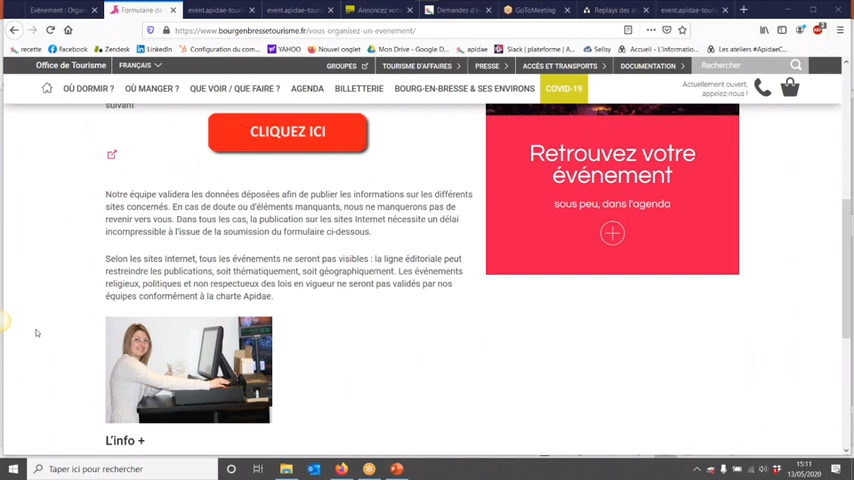 Evénement : Organ
Formulaire de
event.apidae-tour
event.apidae-tour
Annoncez votr
Demandes d'
GoToMeeting
Replays des
event.apidae-touri
https://www.bourgenbressetourisme.fr/vous-organisez-un-evenement/
recette Facebook Zendesk LinkedIn Configuration du com... YAHOO Nouvel onglet Mon Drive - Google D... apidae Slack | plateforme | A... Sellsy Accueil - L'informatio... Les ateliers #ApidaeC...
Office de Tourisme FRANÇAIS GROUPES TOURISME D'AFFAIRES PRESSE ACCÈS ET TRANSPORTS DOCUMENTATION Rechercher
OÙ DORMIR ? OÙ MANGER ? QUE VOIR / QUE FAIRE ? AGENDA BILLETTERIE BOURG-EN-BRESSE & SES ENVIRONS COVID-19 Actuellement ouvert,
appelez-nous !
suivant
CLIQUEZ ICI
Notre équipe validera les données déposées afin de publier les informations sur les différents
sites concernés. En cas de doute ou d'éléments manquants, nous ne manquerons pas de
revenir vers vous. Dans tous les cas, la publication sur les sites Internet nécessite un délai
incompressible à l'issue de la soumission du formulaire ci-dessous.
Selon les sites Internet, tous les événements ne seront pas visibles : la ligne éditoriale peut
restreindre les publications, soit thématiquement, soit géographiquement. Les événements
religieux, politiques et non respectueux des lois en vigueur ne seront pas validés par nos
équipes conformément à la charte Apidae.
L'info +
Retrouvez votre
événement
sous peu, dans l'agenda
Taper ici pour rechercher
15:11
13/05/2020